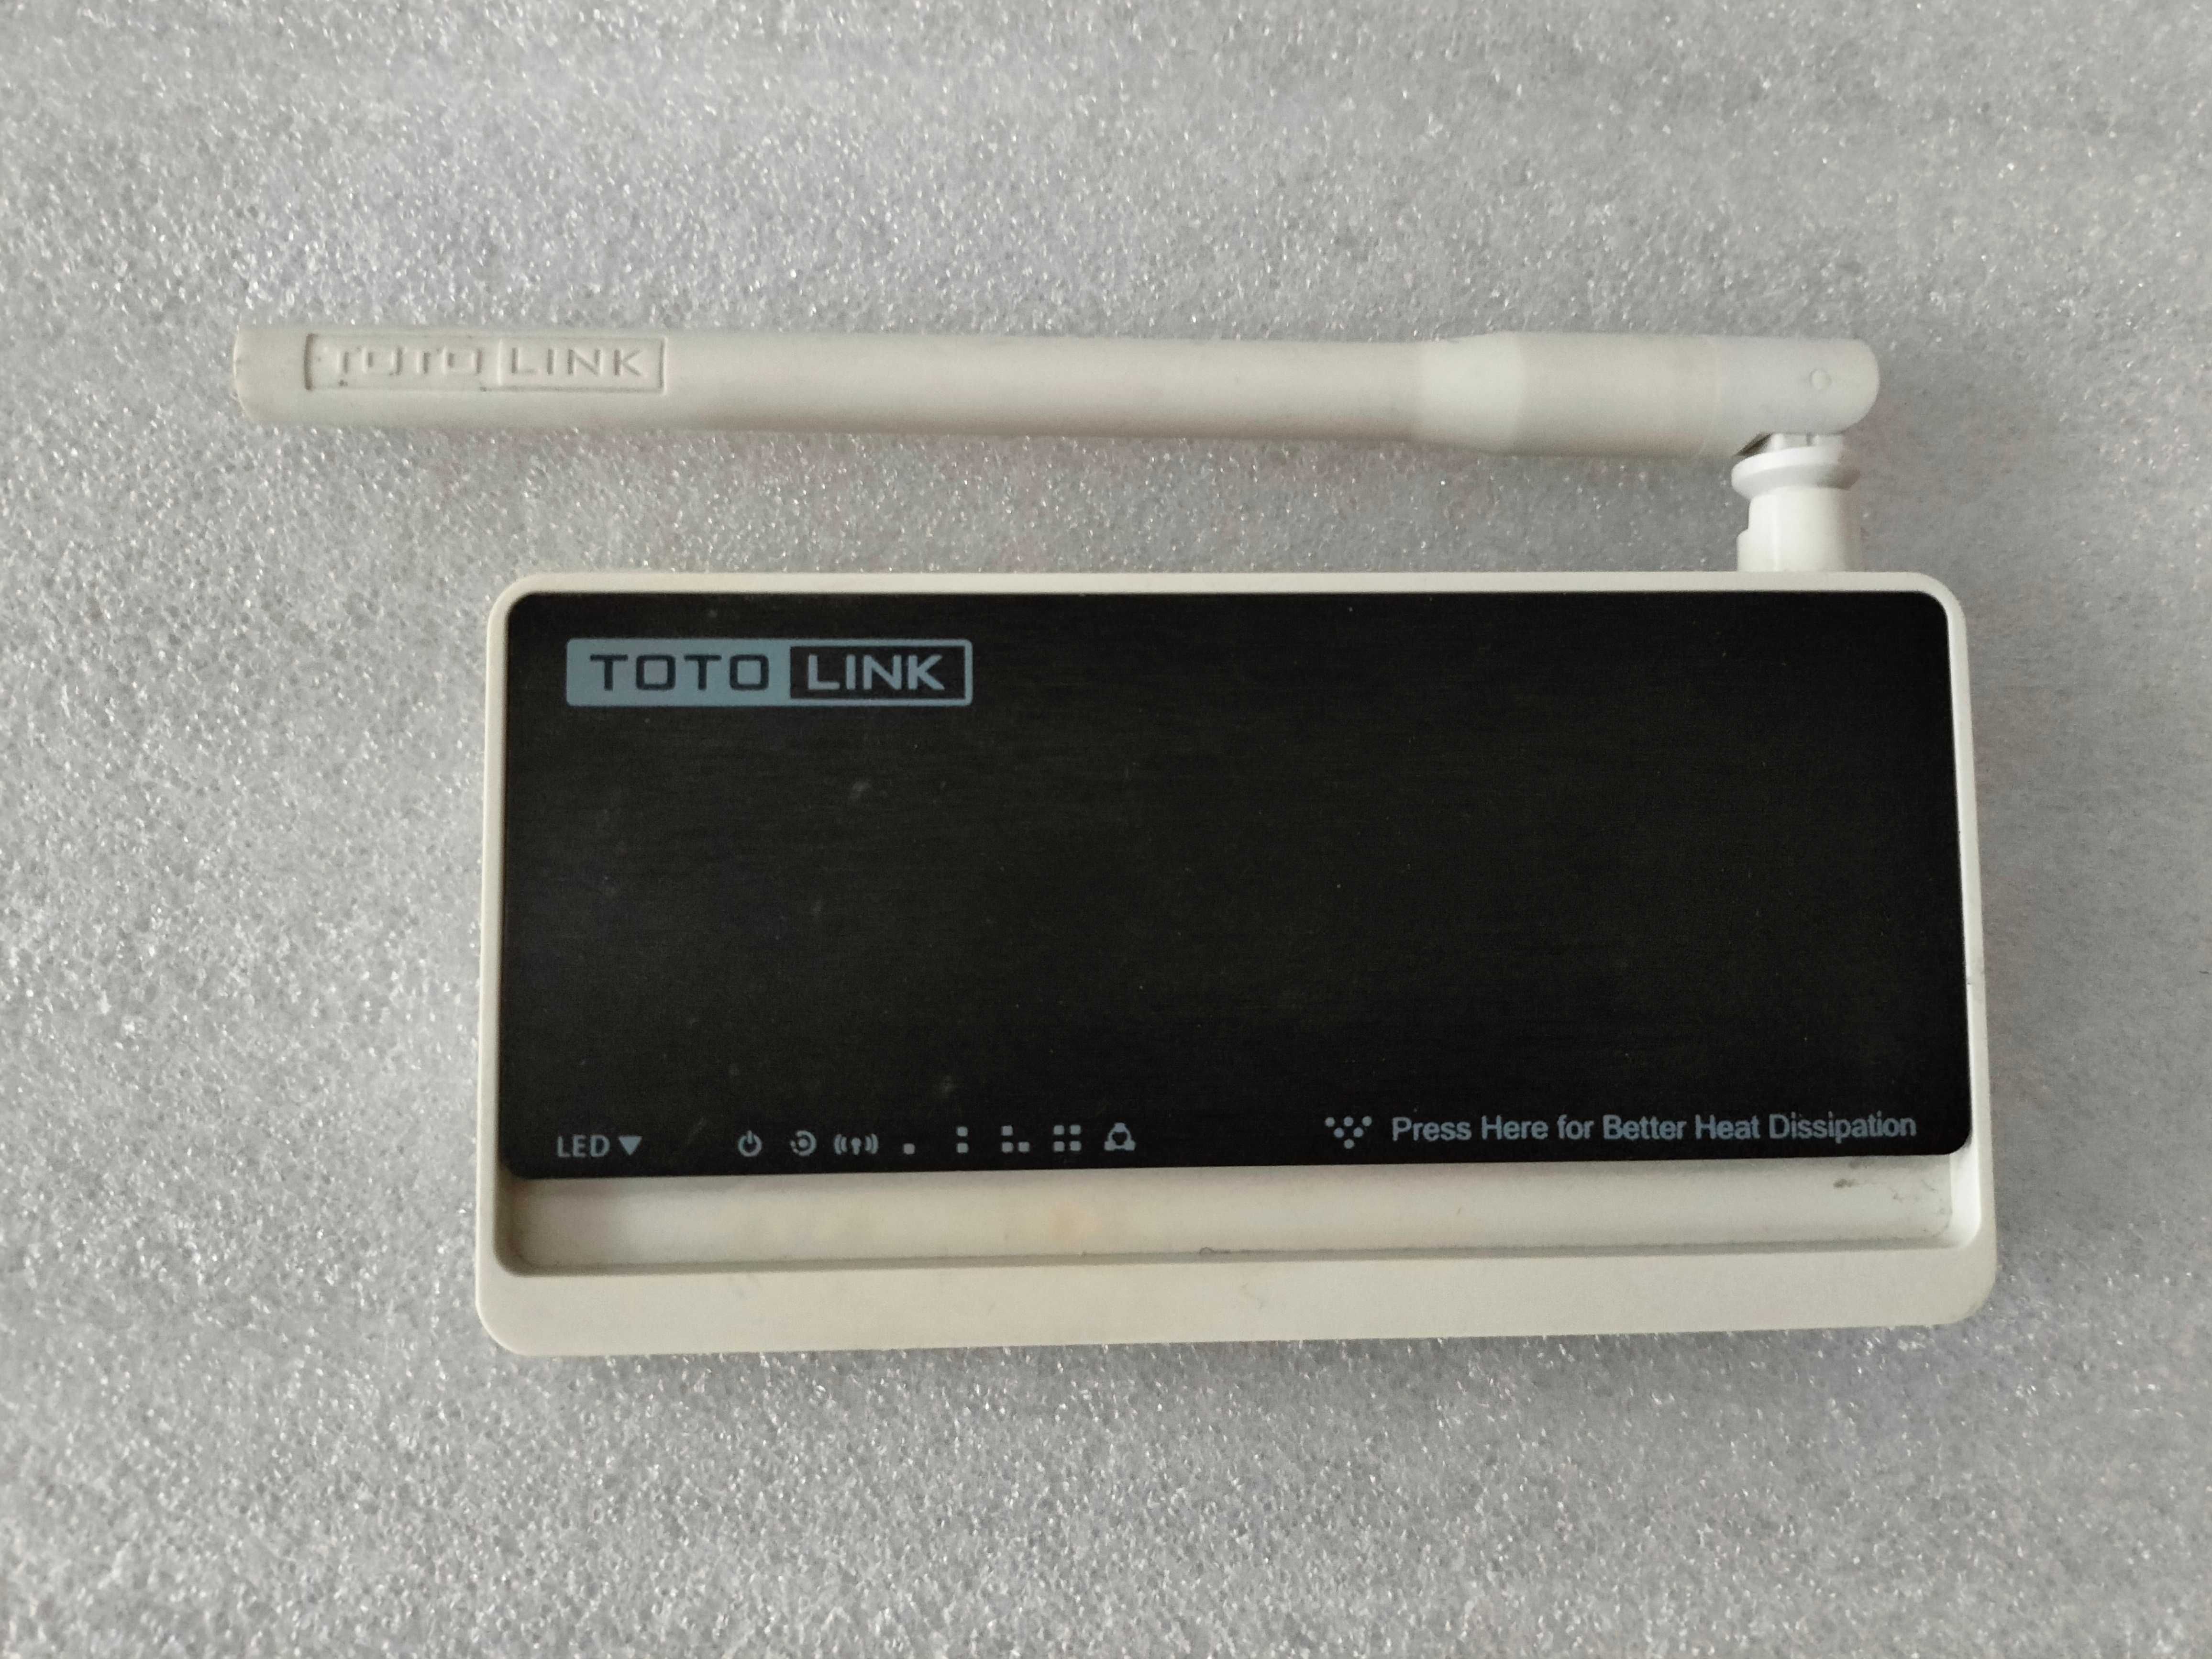 TOTO LINK
TOTO LINK
LED
Press Here for Better Heat Dissipation